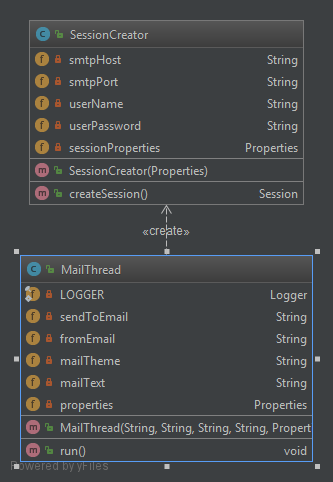 SessionCreator
smtpHost String
smtpPort String
userName String
userPassword String
sessionProperties Properties
SessionCreator(Properties)
createSession() Session
«create»
MailThread
LOGGER Logger
sendToEmail String
fromEmail String
mailTheme String
mailText String
properties Properties
MailThread(String, String, String, String, Propert
run() void
Powered by yFiles